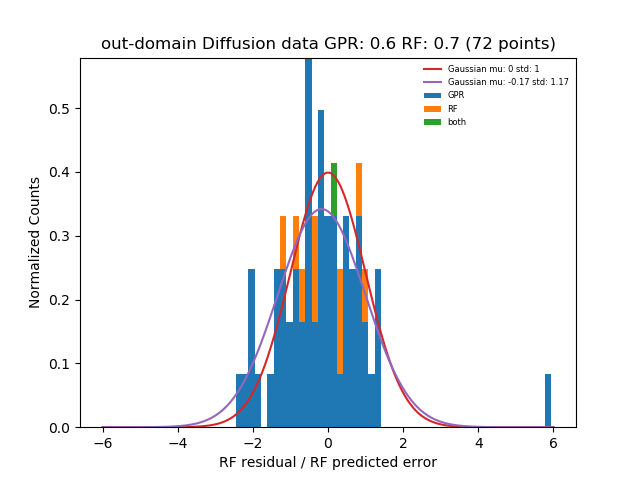 out-domain Diffusion data GPR: 0.6 RF: 0.7 (72 points)
Gaussian mu: 0 std: 1
Gaussian mu: -0.17 std: 1.17
GPR
RF
both
Normalized Counts
0.5
0.4
0.3
0.2
0.1
0.0
−6 −4 −2 0 2 4 6
RF residual / RF predicted error